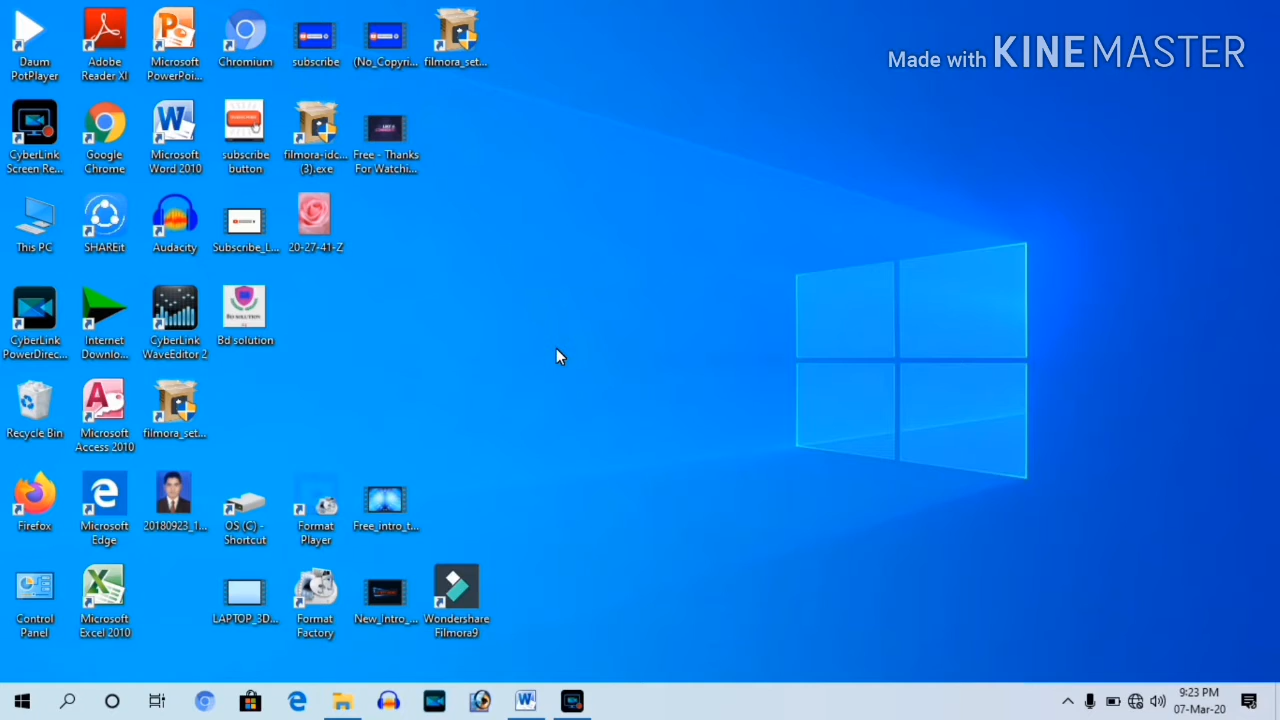 Made with KINEMASTER
Daum
PotPlayer
Adobe
Reader XI
Microsoft
PowerPoi...
Chromium
subscribe
(No_Copyri...
filmora_set...
CyberLink
Screen Re...
Google
Chrome
Microsoft
Word 2010
subscribe
button
filmora-idc...
(3).exe
Free - Thanks
For Watchi...
This PC
SHAREit
Audacity
Subscribe_L...
20-27-41-Z
CyberLink
PowerDirec...
Internet
Downlo...
CyberLink
WaveEditor 2
Bd solution
Recycle Bin
Microsoft
Access 2010
filmora_set...
Firefox
Microsoft
Edge
20180923_1...
OS (C) -
Shortcut
Format
Player
Free_intro_t...
Control
Panel
Microsoft
Excel 2010
LAPTOP_3D...
Format
Factory
New_Intro_...
Wondershare
Filmora9
9:23 PM
07-Mar-20